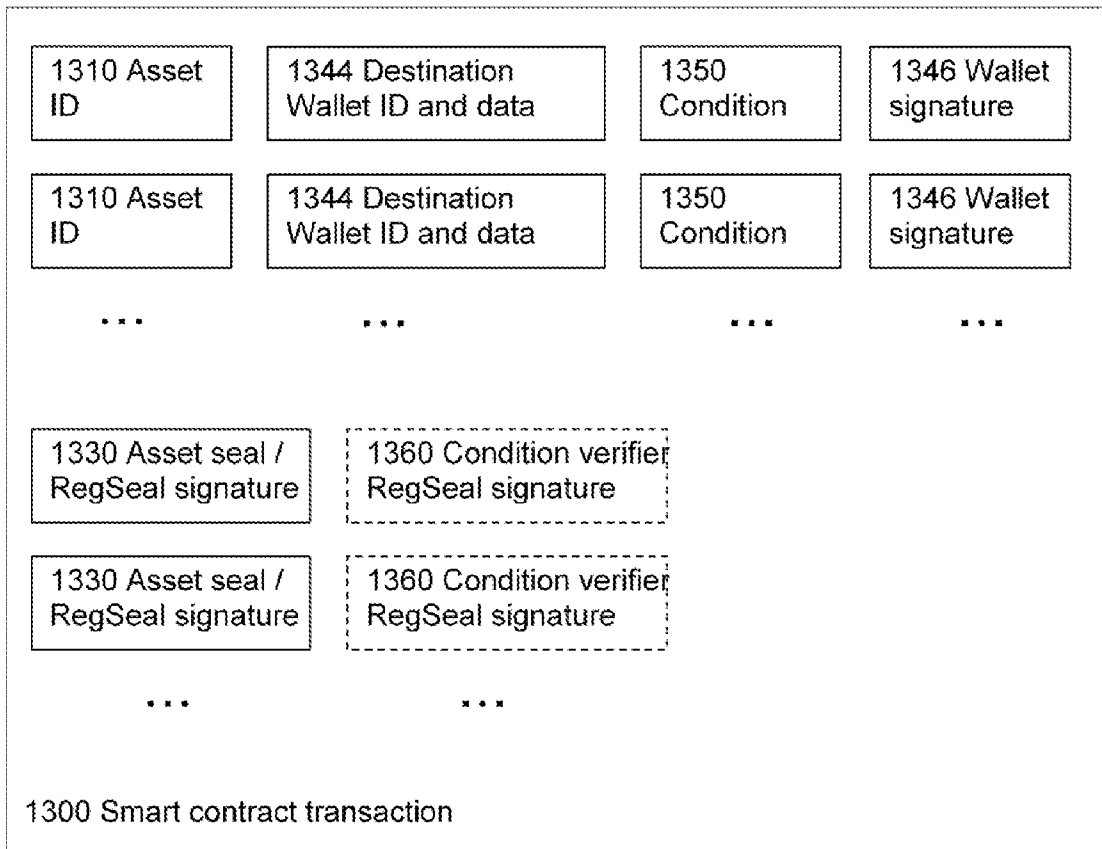 1310 Asset
ID
1344 Destination
Wallet ID and data
1350
Condition
1346 Wallet
signature
1310 Asset
ID
1344 Destination
Wallet ID and data
1350
Condition
1346 Wallet
signature
... ... ... ...
1330 Asset seal /
RegSeal signature
1360 Condition verifier
RegSeal signature
1330 Asset seal /
RegSeal signature
1360 Condition verifier
RegSeal signature
... ...
1300 Smart contract transaction